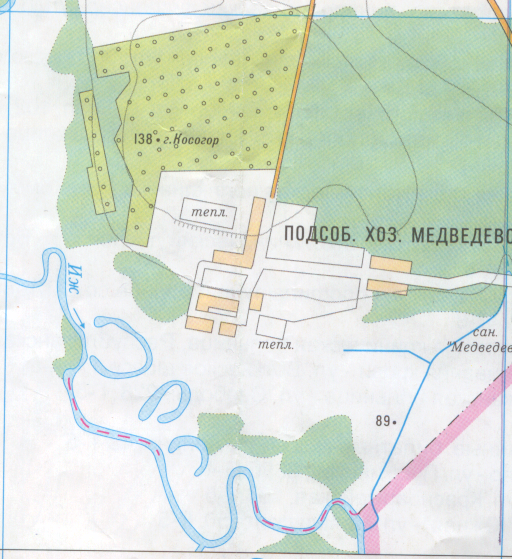 138 • г. Косогор
тепл.
ПОДСОБ. ХОЗ. МЕДВЕДЕВО
Иж
сан.
"Медведев
тепл.
89